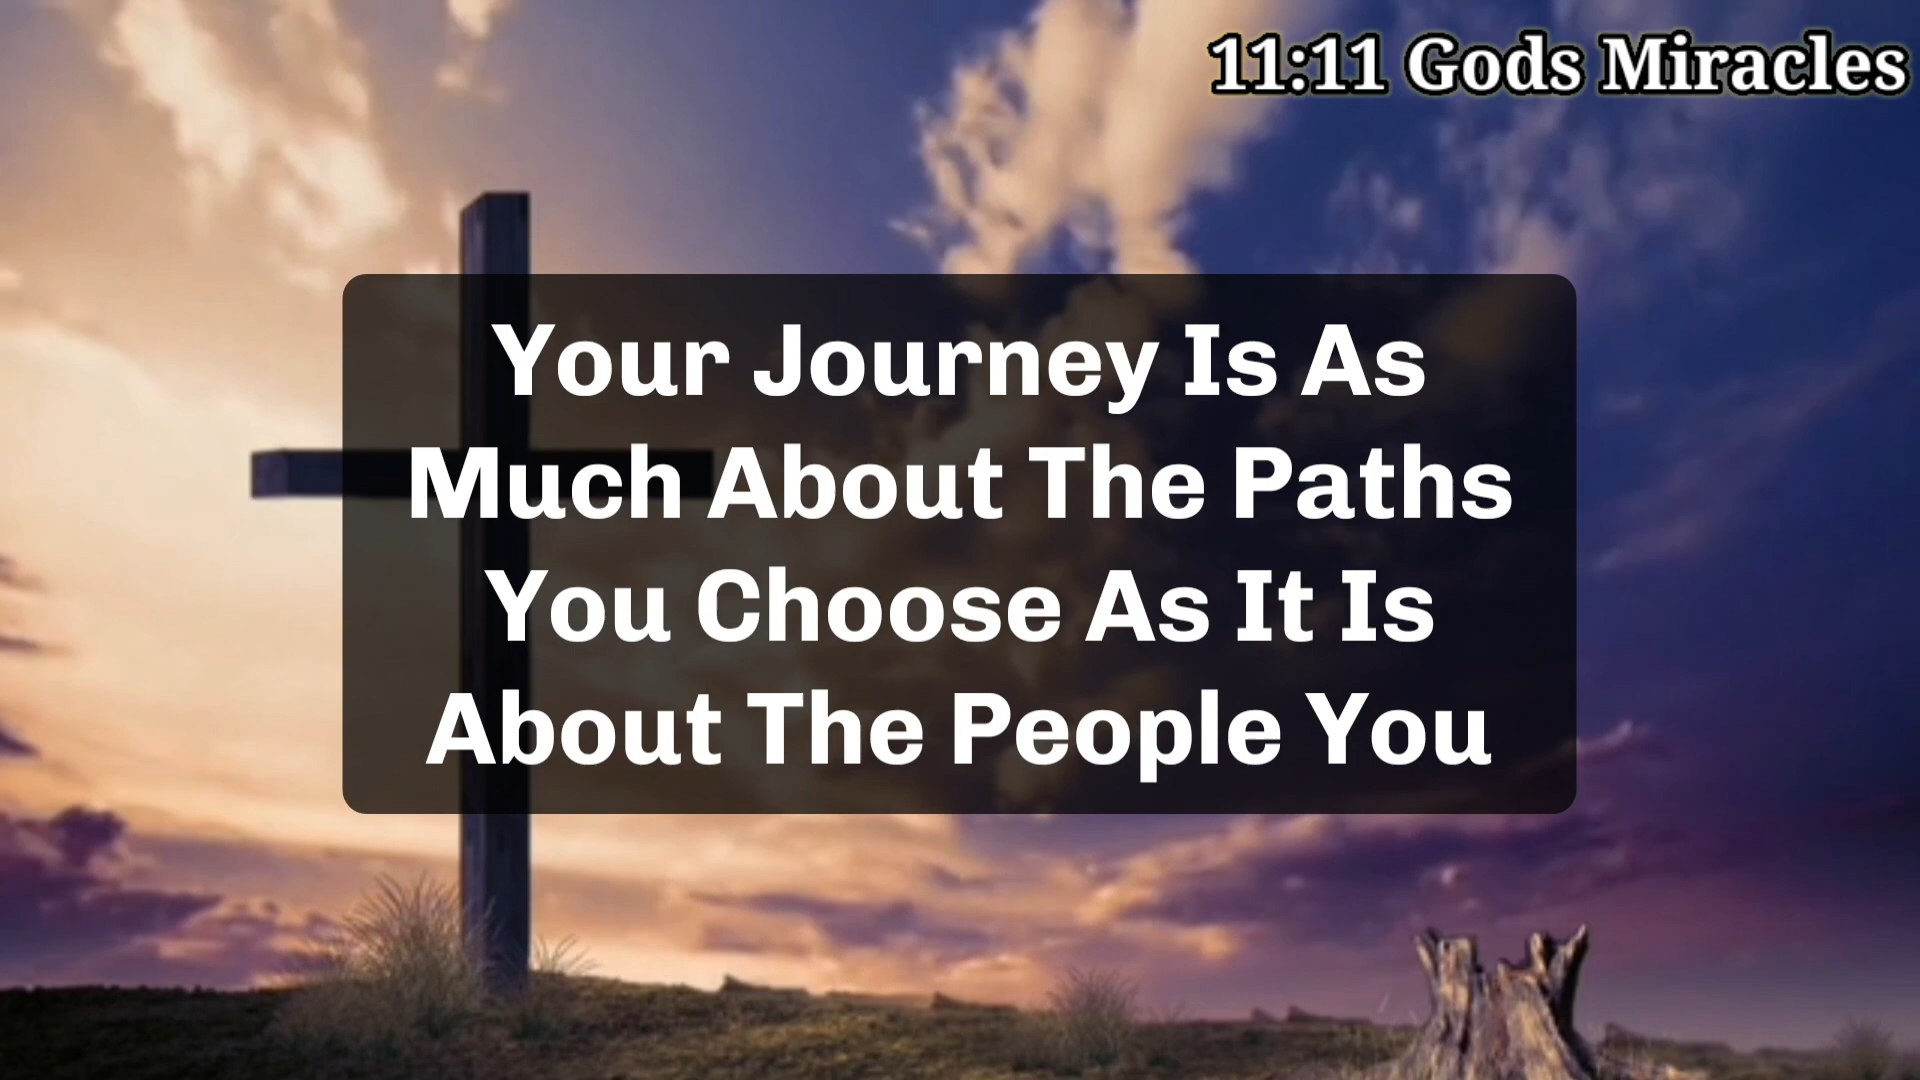 11:11 Gods Miracles
Your Journey Is As
Much About The Paths
You Choose As It Is
About The People You